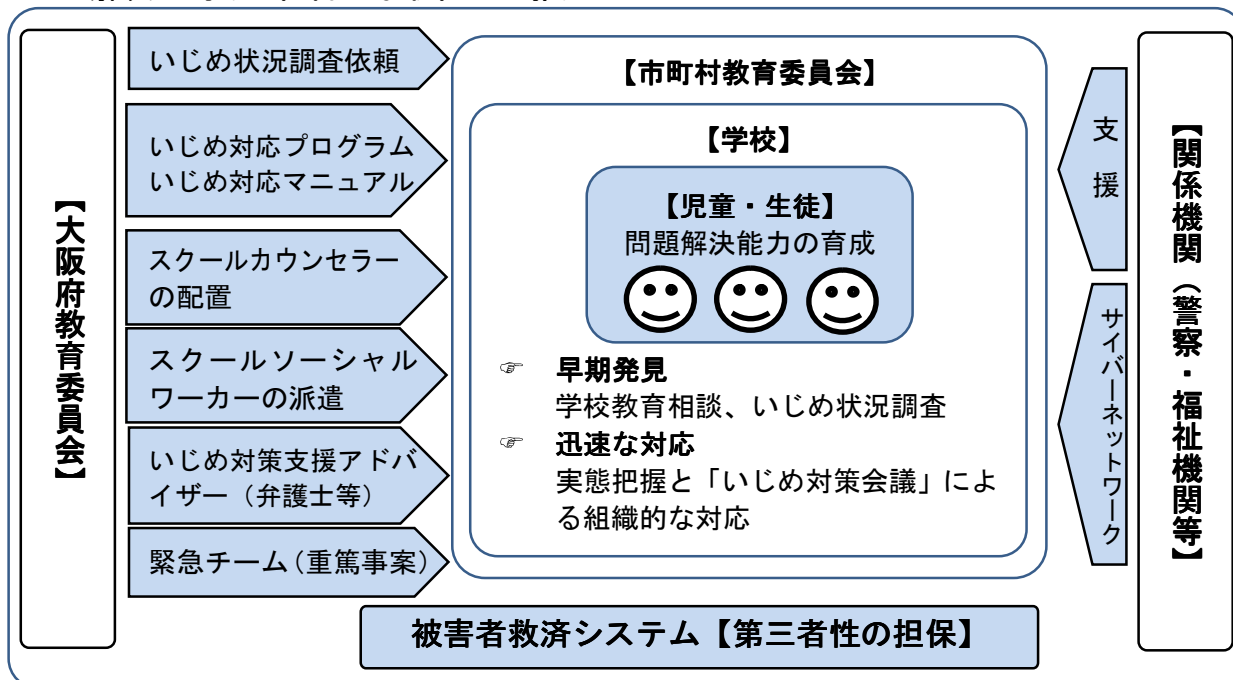 【大阪府教育委員会】
いじめ状況調査依頼
いじめ対応プログラム
いじめ対応マニュアル
スクールカウンセラー
の配置
スクールソーシャル
ワーカーの派遣
いじめ対策支援アドバ
イザー（弁護士等）
緊急チーム（重篤事案）
【市町村教育委員会】
【学校】
【児童・生徒】
問題解決能力の育成
☞ 早期発見
学校教育相談、いじめ状況調査
☞ 迅速な対応
実態把握と「いじめ対策会議」によ
る組織的な対応
支援
サイバーネットワーク
【関係機関（警察・福祉機関等】
被害者救済システム【第三者性の担保】